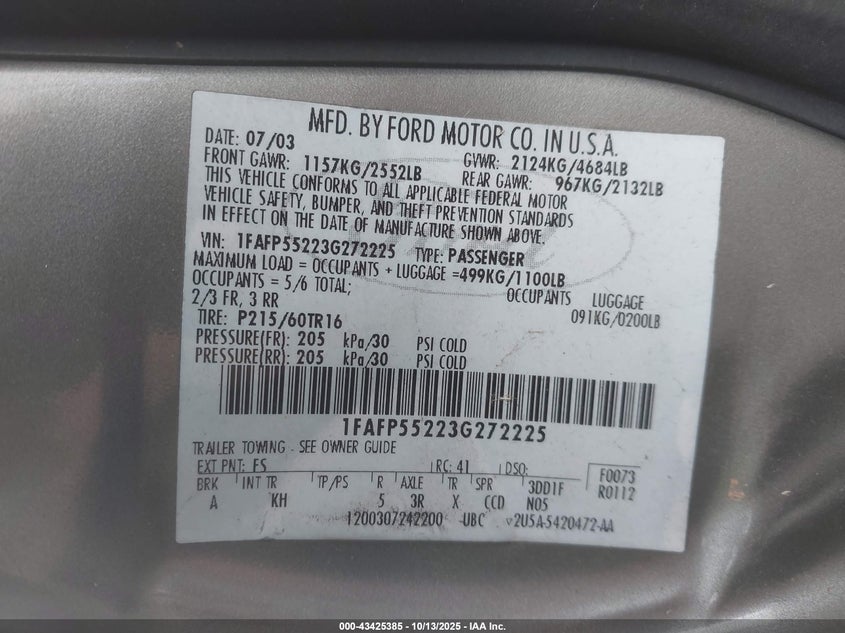 MFD. BY FORD MOTOR CO. IN U.S.A.
DATE: 07/03 GVWR: 2124KG/4684LB
FRONT GAWR: 1157KG/2552LB REAR GAWR: 967KG/2132LB
THIS VEHICLE CONFORMS TO ALL APPLICABLE FEDERAL MOTOR
VEHICLE SAFETY, BUMPER, AND THEFT PREVENTION STANDARDS
IN EFFECT ON THE DATE OF MANUFACTURE SHOWN ABOVE.
VIN: 1FAFP55223G272225 TYPE: PASSENGER
MAXIMUM LOAD = OCCUPANTS + LUGGAGE =499KG/1100LB
OCCUPANTS = 5/6 TOTAL; OCCUPANTS LUGGAGE
2/3 FR, 3 RR 091KG/0200LB
TIRE: P215/60TR16
PRESSURE(FR): 205 kPa/30 PSI COLD
PRESSURE(RR): 205 kPa/30 PSI COLD
1FAFP55223G272225
TRAILER TOWING - SEE OWNER GUIDE
EXT PNT: FS RC: 41 DSO: F0073
BRK INT TR TP/PS R AXLE TR SPR 3DD1F R0112
A KH 5 3R X CCD N05
1200307242200 UBC 2U5A-5420472-AA
000-43425385 - 10/13/2025 - IAA Inc.